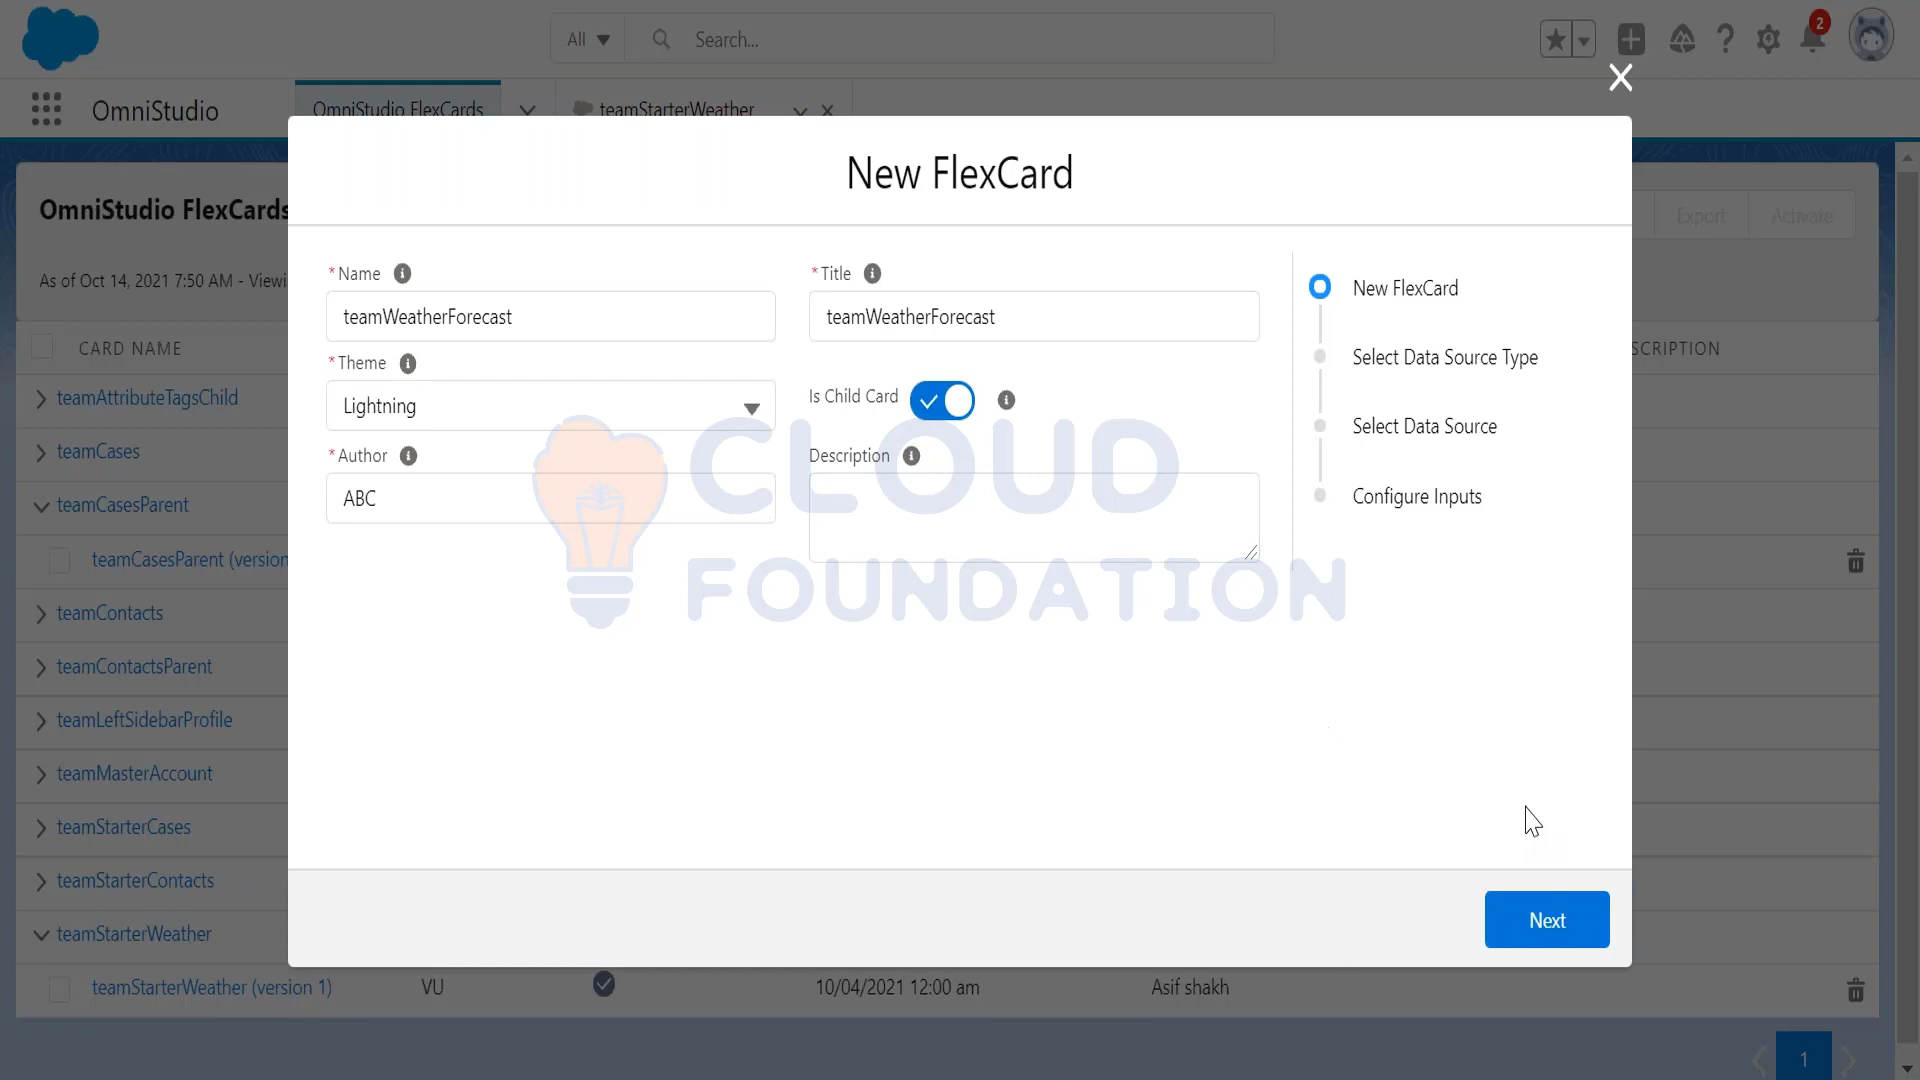 All
Search...
2
OmniStudio
OmniStudio FlexCards
teamStarterWeather
New FlexCard
OmniStudio FlexCards
Export
Activate
As of Oct 14, 2021 7:50 AM - Viewi
*Name
*Title
New FlexCard
teamWeatherForecast
teamWeatherForecast
CARD NAME
*Theme
Select Data Source Type
SCRIPTION
teamAttributeTagsChild
Lightning
Is Child Card
Select Data Source
teamCases
*Author
Description
CLOUD
FOUNDATION
ABC
Configure Inputs
teamCasesParent
teamCasesParent (version
teamContacts
teamContactsParent
teamLeftSidebarProfile
teamMasterAccount
teamStarterCases
teamStarterContacts
Next
teamStarterWeather
teamStarterWeather (version 1)
VU
10/04/2021 12:00 am
Asif shakh
1